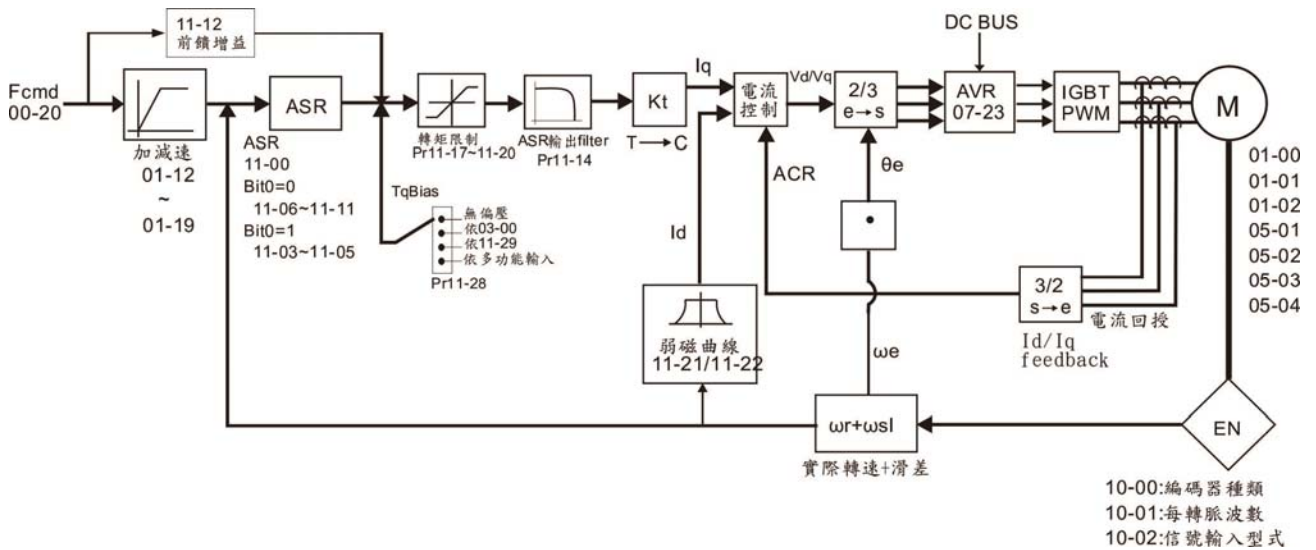 11-12
前饋增益
DC BUS
Fcmd
00-20
ASR
Kt
Iq
電流
控制
Vd/Vq
2/3
e→s
AVR
07-23
IGBT
PWM
M
加減速
01-12
~
01-19
ASR
11-00
Bit0=0
11-06~11-11
Bit0=1
11-03~11-05
轉矩限制
Pr11-17~11-20
ASR輸出filter
Pr11-14
T→C
TqBias
無偏壓
依03-00
依11-29
依多功能輸入
Pr11-28
Id
ACR
θe
01-00
01-01
01-02
05-01
05-02
05-03
05-04
3/2
s→e
電流回授
Id/Iq
feedback
弱磁曲線
11-21/11-22
ωe
ωr+ωsl
實際轉速+滑差
EN
10-00:編碼器種類
10-01:每轉脈波數
10-02:信號輸入型式